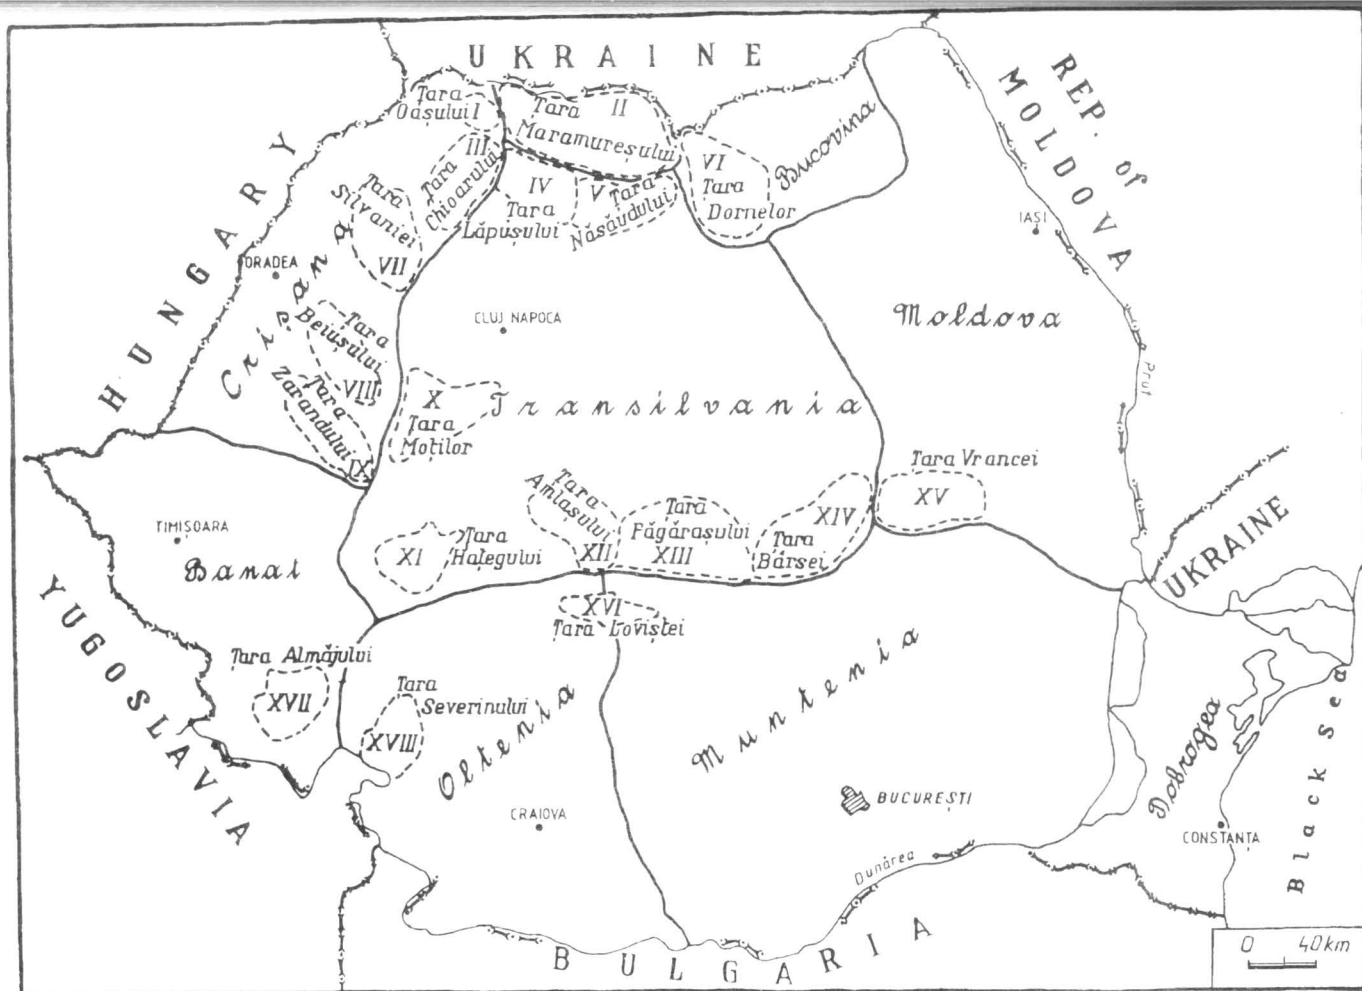 UKRAINE
REP. of
MOLDOVA
HUNGARY
Țara
Oașului I
Țara II
Maramureșului
III
Țara
Chioarului
IV
Țara
Lăpușului
V Țara
Năsăudului
VI
Țara
Dornelor
Bucovina
IAȘI
Țara
Silvaniei
VII
ORADEA
Crișana
CLUJ NAPOCA
Moldova
Prut
Țara
Beiușului
VIII
Țara
Zarandului
IX
X
Țara
Moților
Transilvania
Țara Vrancei
XV
Țara
Amlașului
XII
Țara
Făgărașului
XIII
XIV
Țara
Bârsei
TIMIȘOARA
Banat
XI
Țara
Hațegului
UKRAINE
YUGOSLAVIA
XVI
Țara Loviștei
Țara Almăjului
XVII
Țara
Severinului
XVIII
Oltenia
Muntenia
Dobrogea
Black Sea
CRAIOVA
BUCUREȘTI
CONSTANȚA
Dunărea
BULGARIA
0 40km